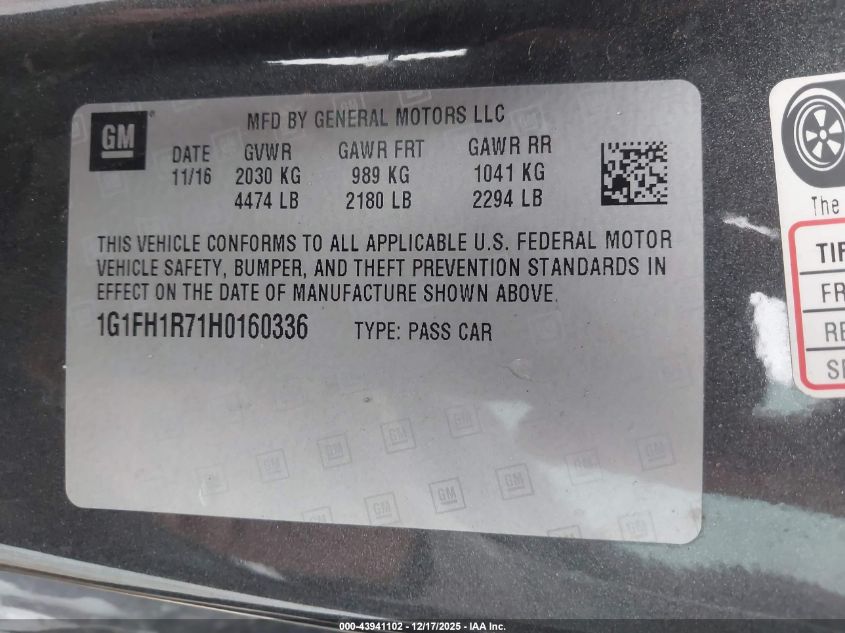 GM
MFD BY GENERAL MOTORS LLC
DATE GVWR GAWR FRT GAWR RR
11/16 2030 KG 989 KG 1041 KG
4474 LB 2180 LB 2294 LB
THIS VEHICLE CONFORMS TO ALL APPLICABLE U.S. FEDERAL MOTOR
VEHICLE SAFETY, BUMPER, AND THEFT PREVENTION STANDARDS IN
EFFECT ON THE DATE OF MANUFACTURE SHOWN ABOVE.
1G1FH1R71H0160336 TYPE: PASS CAR
The
000-43941102 - 12/17/2025 - IAA Inc.